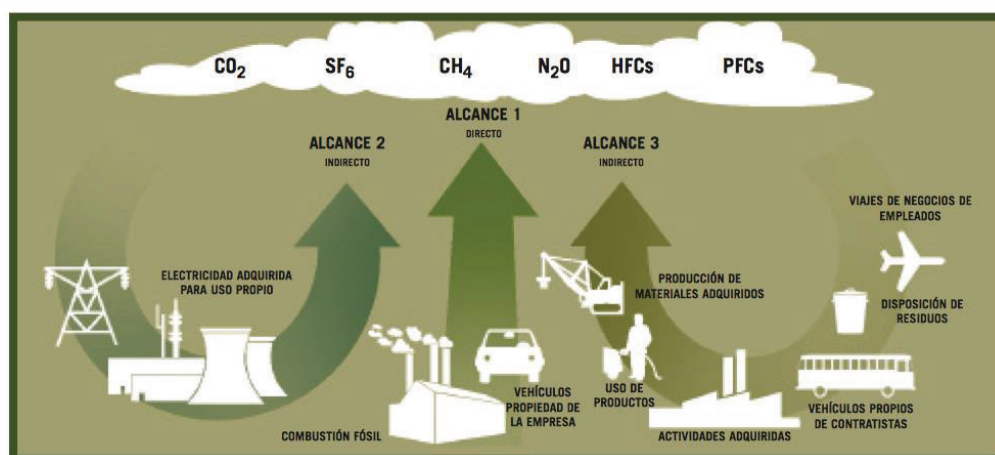 CO₂ SF₆ CH₄ N₂O HFCs PFCs
ALCANCE 1
DIRECTO
ALCANCE 2
INDIRECTO
ALCANCE 3
INDIRECTO
ELECTRICIDAD ADQUIRIDA
PARA USO PROPIO
COMBUSTIÓN FÓSIL
VEHÍCULOS
PROPIEDAD DE
LA EMPRESA
PRODUCCIÓN DE
MATERIALES ADQUIRIDOS
USO DE
PRODUCTOS
ACTIVIDADES ADQUIRIDAS
VIAJES DE NEGOCIOS DE
EMPLEADOS
DISPOSICIÓN DE
RESIDUOS
VEHÍCULOS PROPIOS
DE CONTRATISTAS